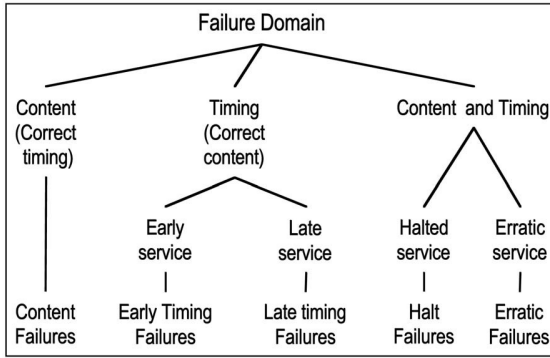 Failure Domain
Content
(Correct
timing)
Timing
(Correct
content)
Content and Timing
Early
service
Late
service
Halted
service
Erratic
service
Content
Failures
Early Timing
Failures
Late timing
Failures
Halt
Failures
Erratic
Failures